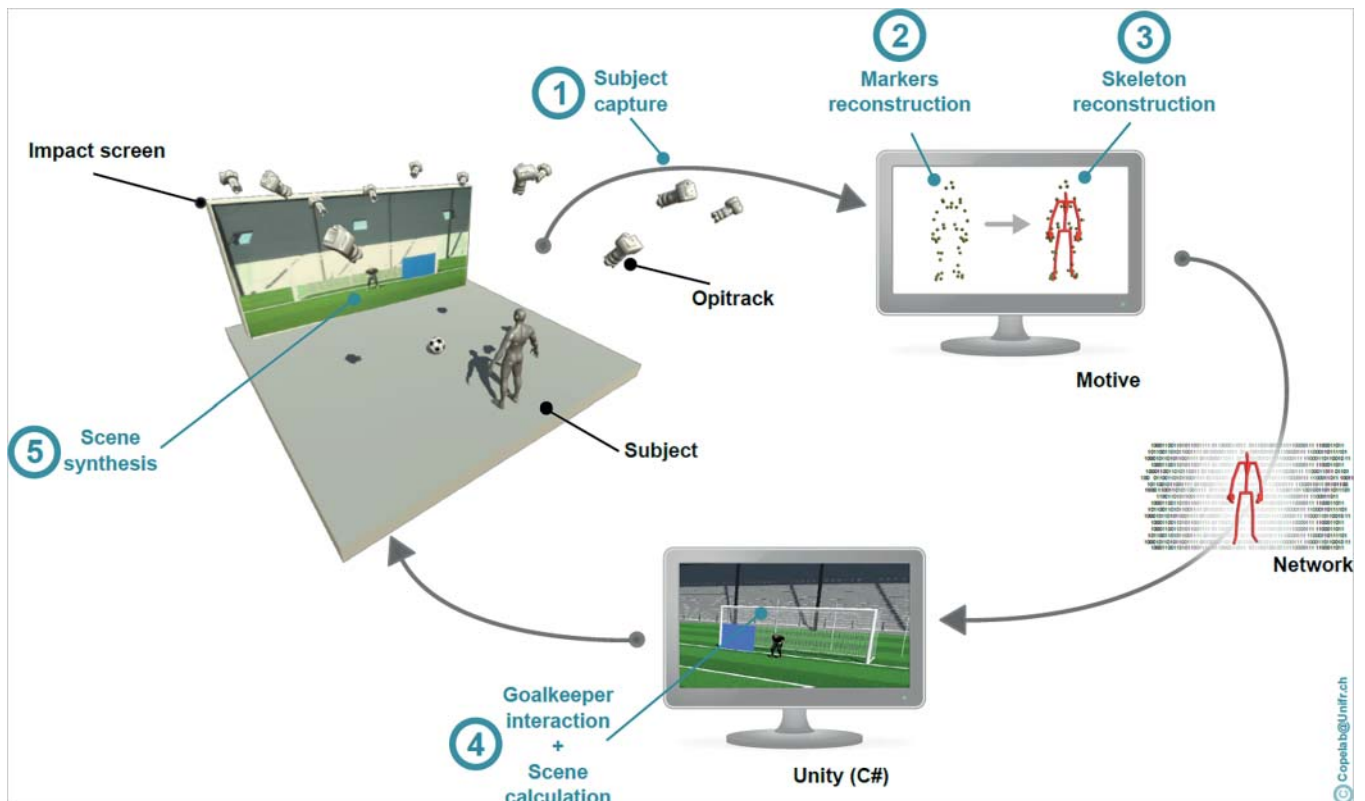 1
Subject
capture
2
Markers
reconstruction
3
Skeleton
reconstruction
Impact screen
Opitrack
Motive
5
Scene
synthesis
Subject
Network
4
Goalkeeper
interaction
+
Scene
calculation
Unity (C#)
© Copelab@Unifr.ch